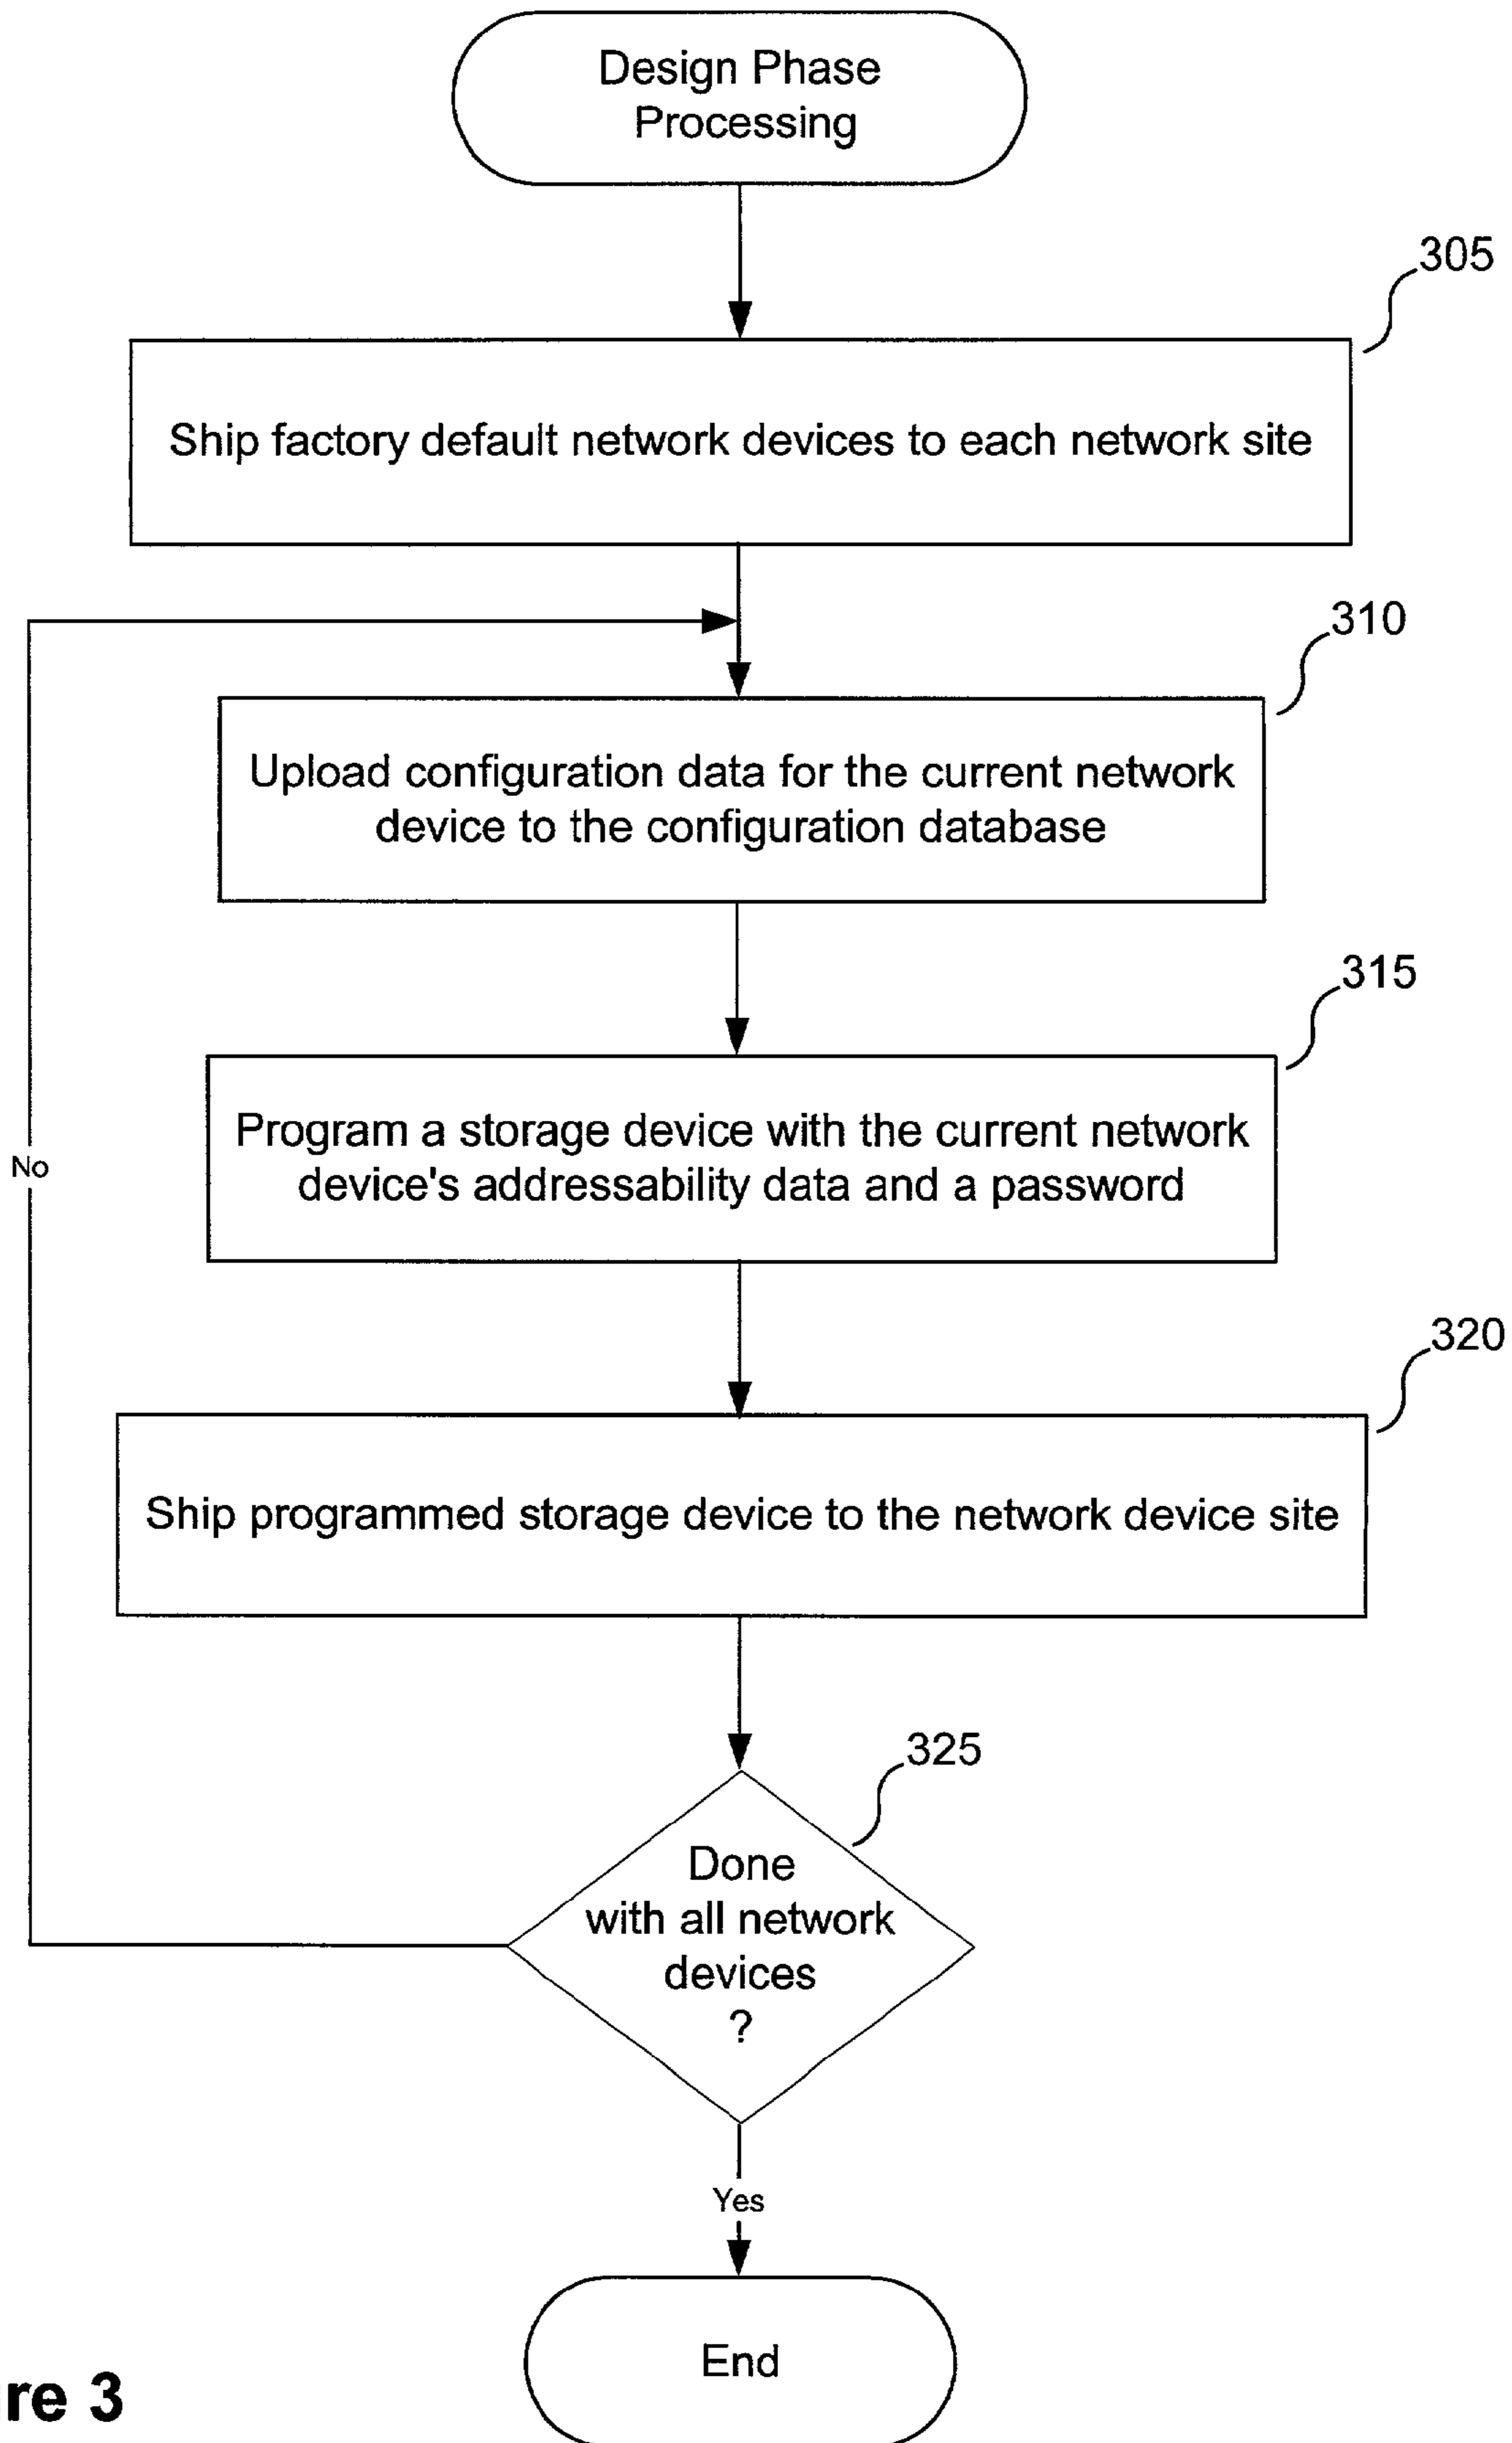 Design Phase
Processing
305
Ship factory default network devices to each network site
310
Upload configuration data for the current network
device to the configuration database
315
Program a storage device with the current network
device's addressability data and a password
No
320
Ship programmed storage device to the network device site
325
Done
with all network
devices
?
Yes
End
re 3